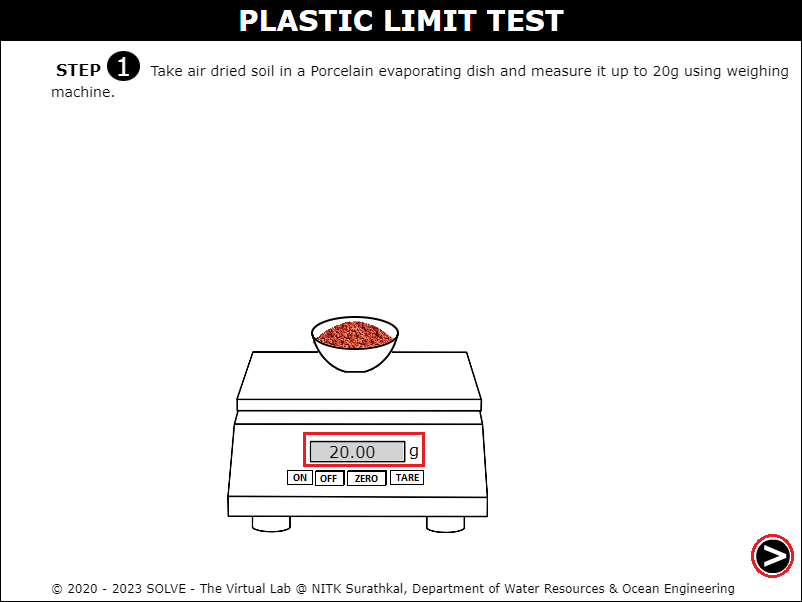 PLASTIC LIMIT TEST
STEP 1 Take air dried soil in a Porcelain evaporating dish and measure it up to 20g using weighing
machine.
20.00 g
ON OFF ZERO TARE
>
© 2020 - 2023 SOLVE - The Virtual Lab @ NITK Surathkal, Department of Water Resources & Ocean Engineering